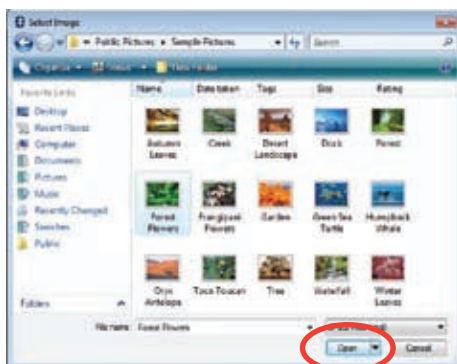 Select Image
Public Pictures Sample Pictures Search
Organize Views New Folder
Favorite Links
Name Date taken Tags Size Rating
Desktop
Recent Places
Computer
Documents
Pictures
Music
Recently Changed
Searches
Public
Folders
Autumn Leaves Creek Desert Landscape Dock Forest
Forest Flowers Frangipani Flowers Garden Green Sea Turtle Humpback Whale
Oryx Antelope Toco Toucan Tree Waterfall Winter Leaves
File name: Forest Flowers
Open Cancel